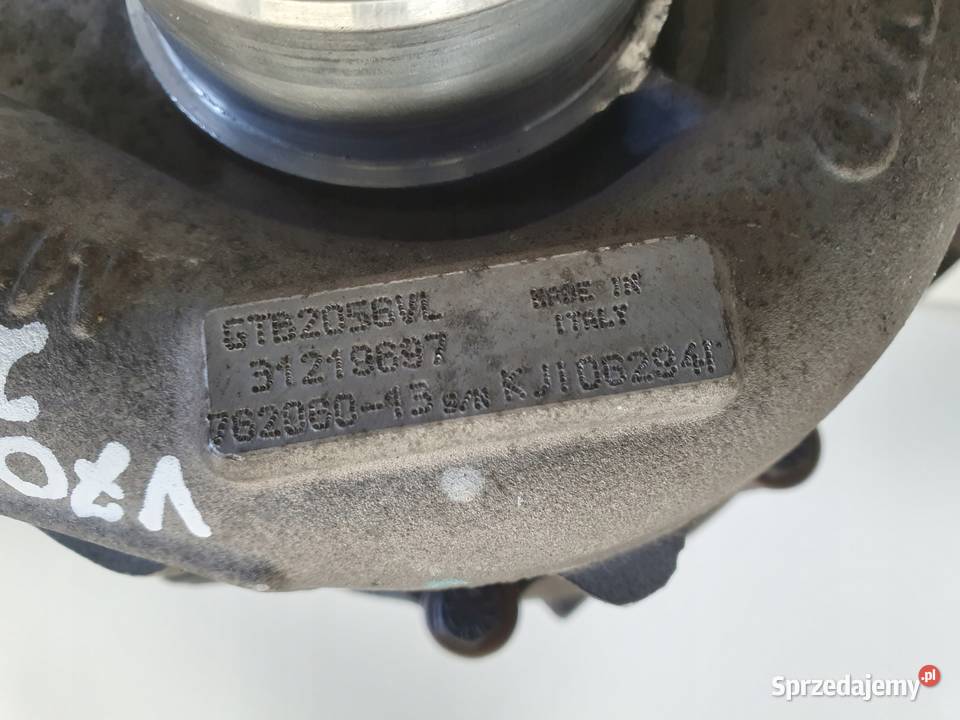 GTB2056VL MADE IN
31219697 ITALY
762060-13 S/N KJ1062941
V70
Sprzedajemy.pl